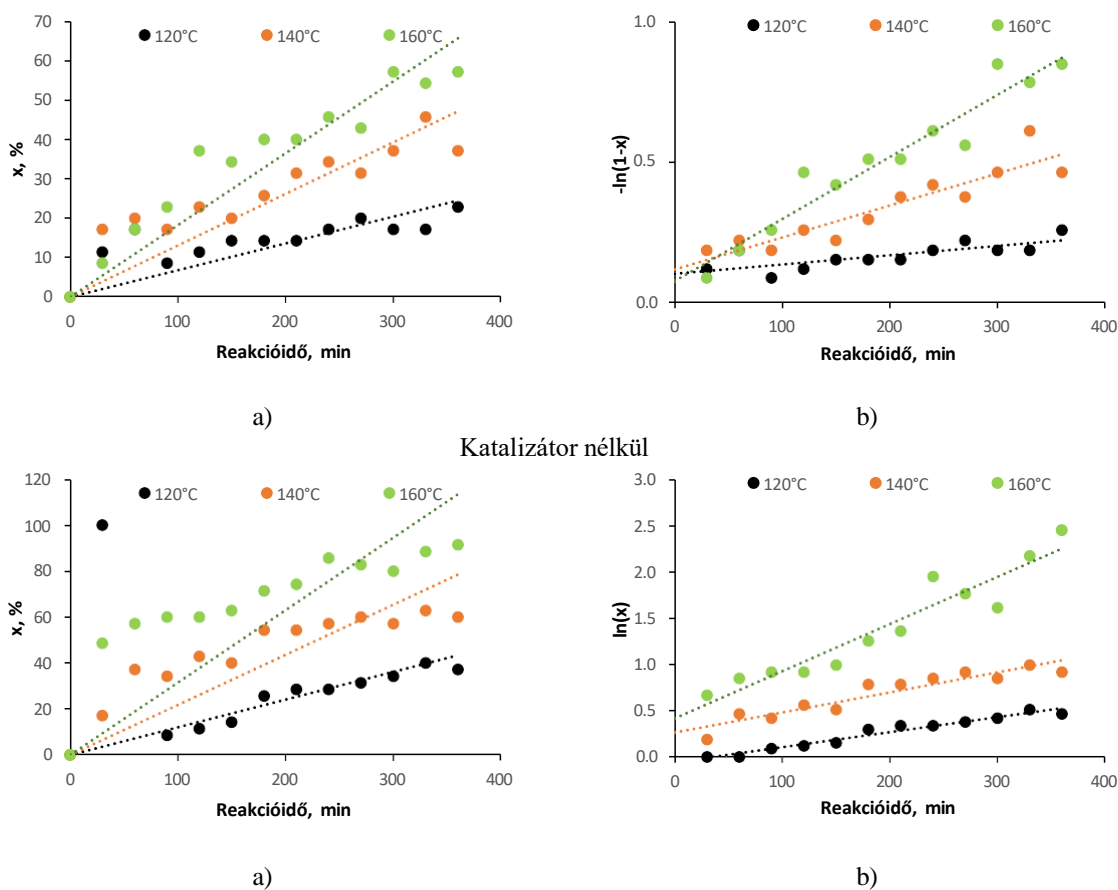 70
60
50
40
30
20
10
0
x, %
120°C 140°C 160°C
0 100 200 300 400
Reakcióidő, min
a)
1.0
0.5
0.0
-ln(1-x)
120°C 140°C 160°C
0 100 200 300 400
Reakcióidő, min
b)
Katalizátor nélkül
120
100
80
60
40
20
0
x, %
120°C 140°C 160°C
0 100 200 300 400
Reakcióidő, min
a)
3.0
2.5
2.0
1.5
1.0
0.5
0.0
ln(x)
120°C 140°C 160°C
0 100 200 300 400
Reakcióidő, min
b)